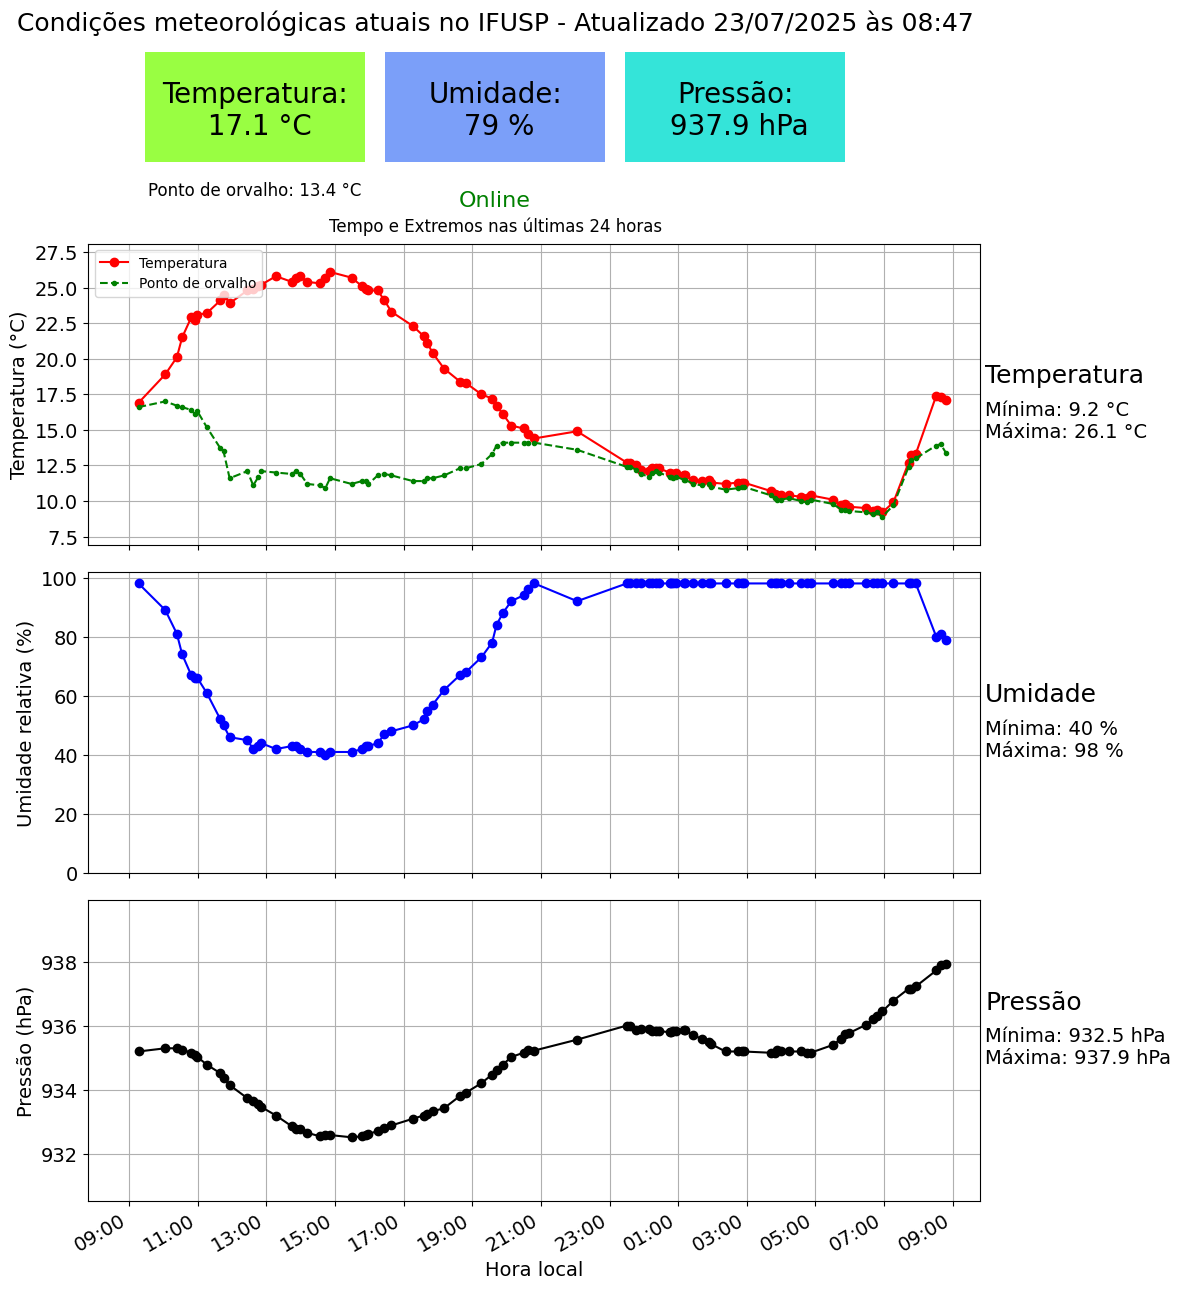 Condições meteorológicas atuais no IFUSP - Atualizado 23/07/2025 às 08:47
Temperatura:
17.1 °C
Umidade:
79 %
Pressão:
937.9 hPa
Ponto de orvalho: 13.4 °C
Online
Tempo e Extremos nas últimas 24 horas
Temperatura (°C)
27.5
25.0
22.5
20.0
17.5
15.0
12.5
10.0
7.5
Temperatura
Ponto de orvalho
Temperatura
Mínima: 9.2 °C
Máxima: 26.1 °C
Umidade relativa (%)
100
80
60
40
20
0
Umidade
Mínima: 40 %
Máxima: 98 %
Pressão (hPa)
938
936
934
932
Pressão
Mínima: 932.5 hPa
Máxima: 937.9 hPa
09:00
11:00
13:00
15:00
17:00
19:00
21:00
23:00
01:00
03:00
05:00
07:00
09:00
Hora local